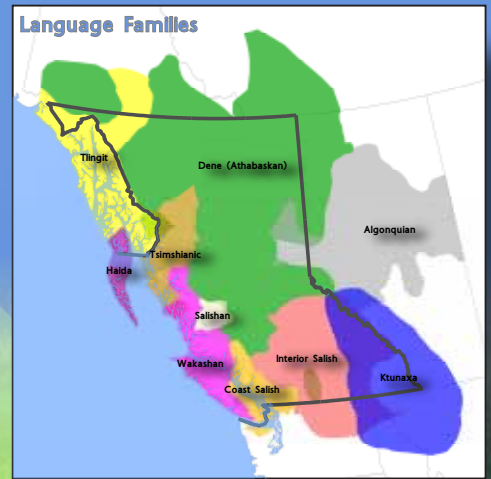 Language Families
Tlingit
Dene (Athabaskan)
Algonquian
Tsimshianic
Haida
Salishan
Wakashan
Interior Salish
Ktunaxa
Coast Salish